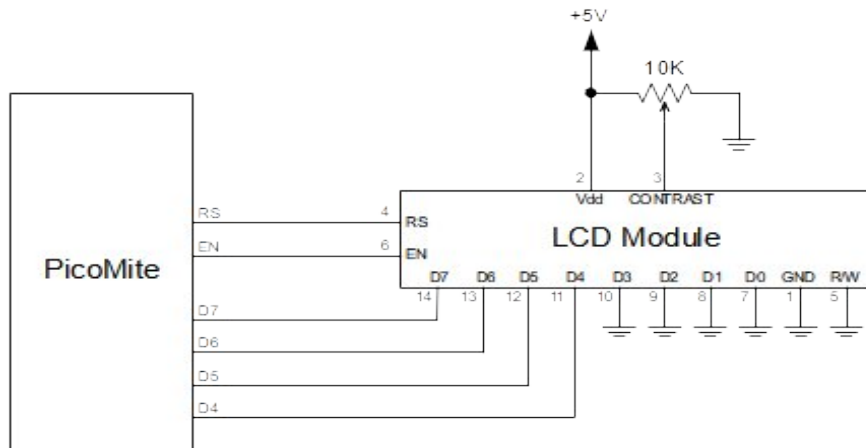 +5V
10K
2
3
Vdd
CONTRAST
RS
4
RS
LCD Module
EN
6
EN
PicoMite
D7
D6
D5
D4
D3
D2
D1
D0
GND
R/W
14
13
12
11
10
9
8
7
1
5
D7
D6
D5
D4